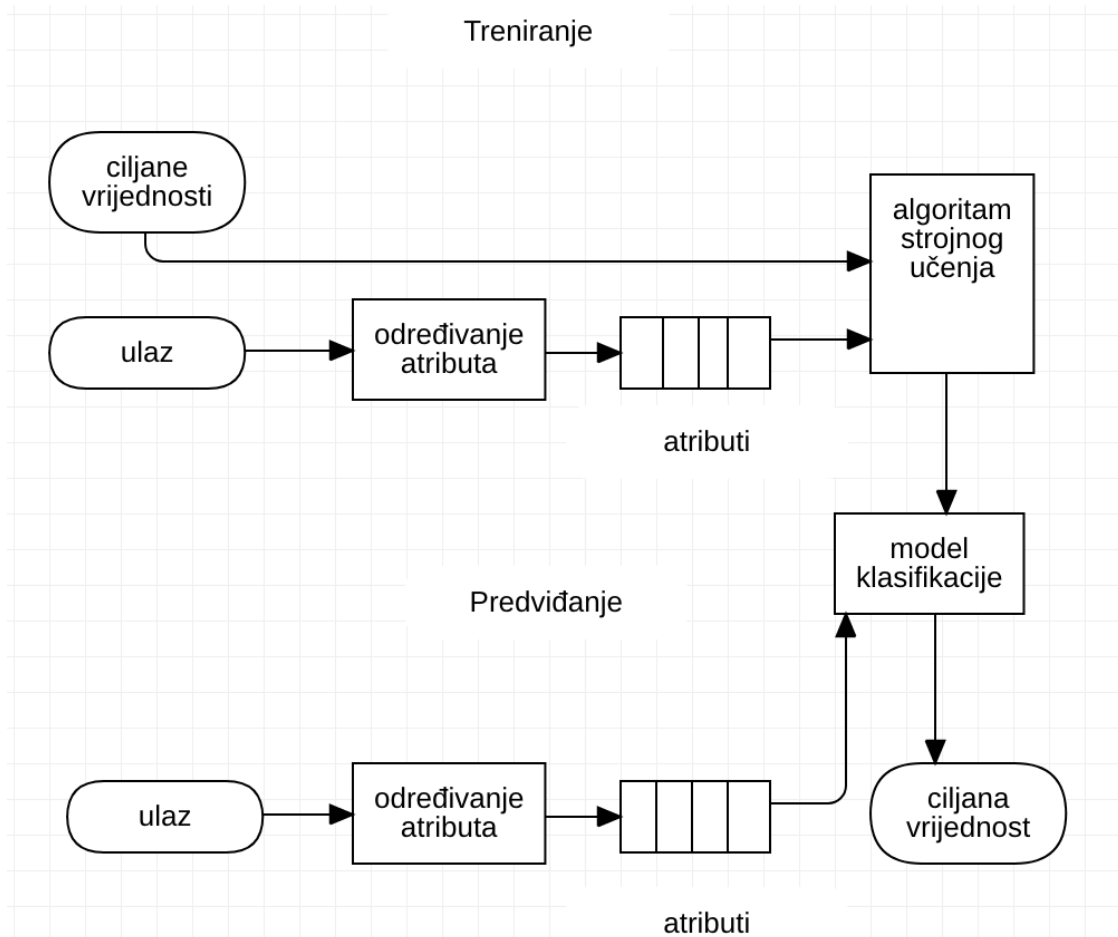 Treniranje
ciljane
vrijednosti
algoritam
strojnog
učenja
ulaz
određivanje
atributa
atributi
model
klasifikacije
Predviđanje
ulaz
određivanje
atributa
ciljana
vrijednost
atributi